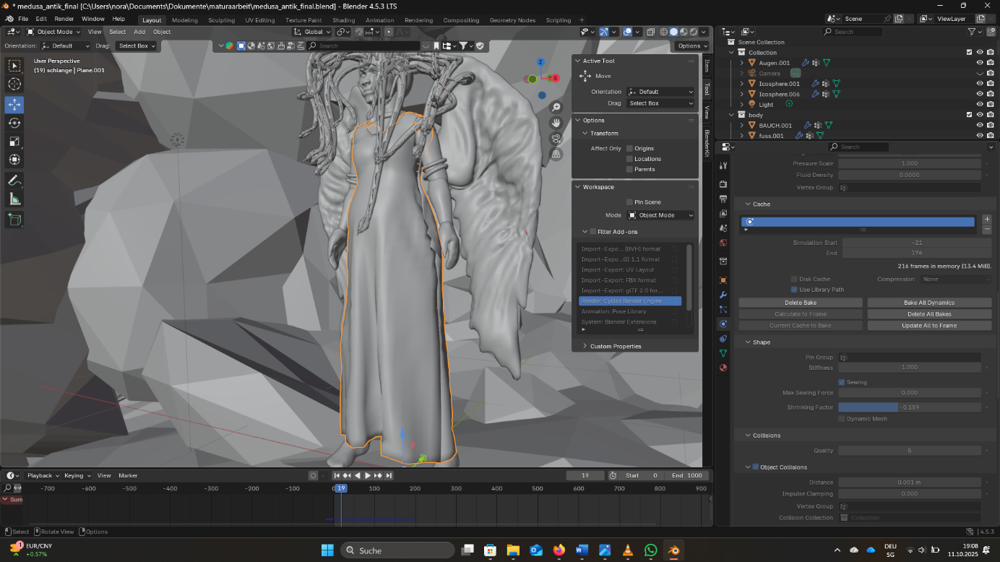 * medusa_antik_final [C:\Users\nora\Documents\Dokumente\maturaarbeit\medusa_antik_final.blend] - Blender 4.5.3 LTS
File Edit Render Window Help Layout Modeling Sculpting UV Editing Texture Paint Shading Animation Rendering Compositing Geometry Nodes Scripting + Scene ViewLayer
Object Mode View Select Add Object Global Search
Orientation: Default Drag: Select Box Search Options
User Perspective
(19) schlange | Plane.001
Z
X
Active Tool
Move
Orientation Default
Drag Select Box
Options
Transform
Affect Only Origins
Locations
Parents
Workspace
Pin Scene
Mode Object Mode
Filter Add-ons
Import-Expo... (BVH) format
Import-Expo...G) 1.1 format
Import-Export: UV Layout
Import-Export: FBX format
Import-Export: glTF 2.0 for...
Render: Cycles Render Engine
Animation: Pose Library
System: Blender Extensions
Custom Properties
Item
Tool
View
BlenderKit
Scene Collection
Collection
Augen.001
Camera
Icosphere.001
Icosphere.006
Light
body
BAUCH.001
fuss.001
Search
Pressure Scale 1.000
Fluid Density 0.0000
Vertex Group
Cache
Simulation Start -21
End 196
216 frames in memory (13.4 MiB).
Disk Cache Compression None
Use Library Path
Delete Bake Bake All Dynamics
Calculate to Frame Delete All Bakes
Current Cache to Bake Update All to Frame
Shape
Pin Group
Stiffness 1.000
Sewing
Max Sewing Force 0.000
Shrinking Factor -0.159
Dynamic Mesh
Collisions
Quality 5
Object Collisions
Distance 0.001 m
Impulse Clamping 0.000
Vertex Group
Collision Collection Collection
Playback Keying View Marker 19 Start 0 End 1000
-700 -600 -500 -400 -300 -200 -100 0 19 100 200 300 400 500 600 700 800 900
Sum
Select Rotate View Options 4.5.3
1 EUR/CNY
+0.57%
Suche
DEU
SG
19:08
11.10.2025